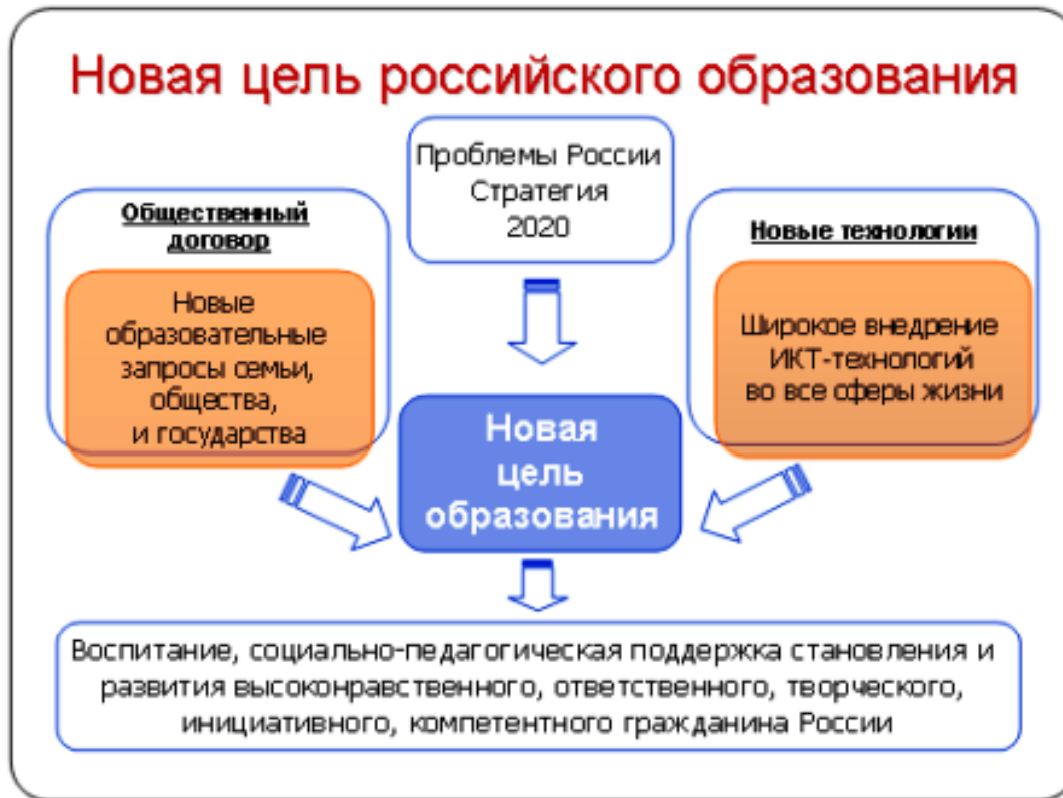 Новая цель российского образования
Проблемы России
Стратегия
2020
Общественный
договор
Новые
образовательные
запросы семьи,
общества,
и государства
Новые технологии
Широкое внедрение
ИКТ-технологий
во все сферы жизни
Новая
цель
образования
Воспитание, социально-педагогическая поддержка становления и
развития высоконравственного, ответственного, творческого,
инициативного, компетентного гражданина России